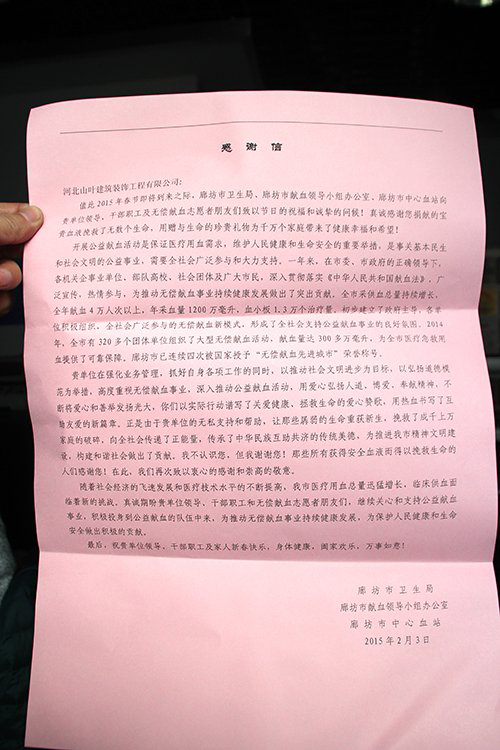 感谢信
河北山叶建筑装饰工程有限公司:
值此2015年春节即将到来之际，廊坊市卫生局、廊坊市献血领导小组办公室、廊坊市中心血站向
贵单位领导、干部职工及无偿献血志愿者朋友们致以节日的祝福和诚挚的问候！真诚感谢您捐献的宝
贵血液挽救了无数个生命，用赠与生命的珍贵礼物为千万个家庭带来了健康幸福和希望！
开展公益献血活动是保证医疗用血需求，维护人民健康和生命安全的重要举措，是事关基本民生
和社会文明的公益事업，需要全社会广泛参与和大力支持。一年来，在市委、市政府的正确领导下，
各机关企事业单位、部队高校、社会团体及广大市民，深入贯彻落实《中华人民共和国献血法》，广
泛宣传，热情参与，为推动无偿献血事业持续健康发展做出了突出贡献。全市采供血总量持续增长，
全年献血4万人次以上，年采血量1200万毫升，血小板1.3万个治疗量，初步建立了政府主导、各单
位积极组织，全社会广泛参与的无偿献血新模式，形成了全社会支持公益献血事业的良好氛围。2014
年，全市有320多个团体单位组织了大型无偿献血活动，献血量达300多万毫升，为全市医疗急救用
血提供了可靠保障。廊坊市已连续四次被国家授予“无偿献血先进城市”荣誉称号。
贵单位在强化业务管理，抓好自身各项工作的同时，以推动社会文明进步为目标，以弘扬道德模
范为举措，高度重视无偿献血事业，深入推动公益献血活动，用爱心弘扬人道、博爱、奉献精神，不
断将爱心和善举发扬光大，你们以实际行动谱写了关爱健康、拯救生命的爱心赞歌，用热血书写了互
助友爱的新篇章。正是由于贵单位的无私支持和帮助，让那些孱弱的生命重获新生，挽救了成千上万
家庭的破碎，向全社会传递了正能量，传承了中华民族互助共济的传统美德，为推进我市精神文明建
设，构建和谐社会做出了贡献。我不认识您，但我谢谢您！那些所有获得安全血液而得以挽救生命的
人们感谢您！在此，我们再次致以衷心的感谢和崇高的敬意。
随着社会经济的飞速发展和医疗技术水平的不断提高，我市医疗用血总量迅猛增长，临床供血面
临着新的挑战。真诚期盼贵单位领导、干部职工和无偿献血志愿者朋友们，继续关心和支持公益献血
事业，积极投身到公益献血的队伍中来，为推动无偿献血事业持续健康发展，为保护人民健康和生命
安全做出积极的贡献。
最后，祝贵单位领导、干部职工及家人新春快乐，身体健康，阖家欢乐，万事如意！
廊坊市卫生局
廊坊市献血领导小组办公室
廊坊市中心血站
2015年2月3日